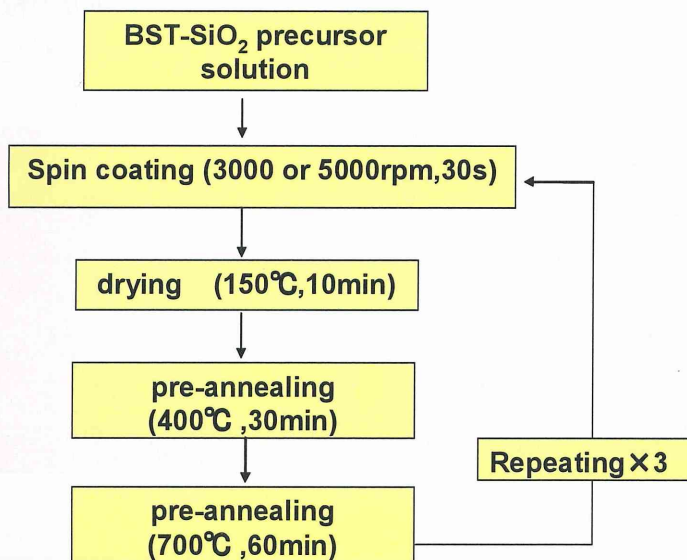 BST-SiO₂ precursor
solution
Spin coating (3000 or 5000rpm,30s)
drying (150℃,10min)
pre-annealing
(400℃ ,30min)
Repeating×3
pre-annealing
(700℃ ,60min)